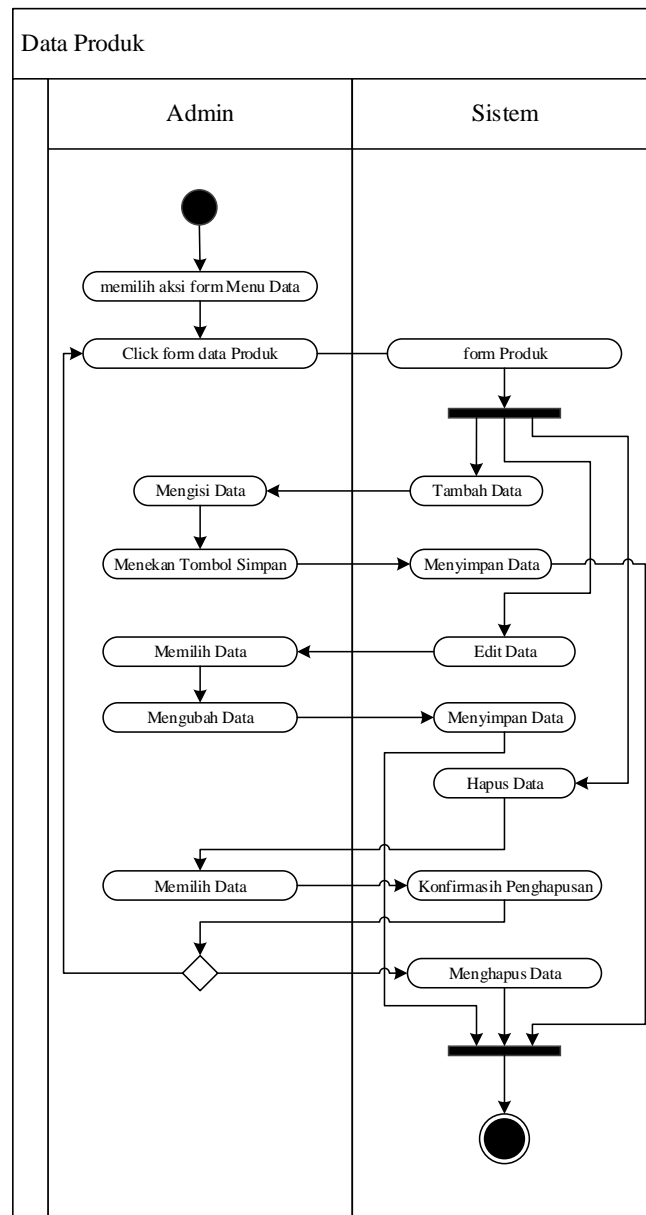 Data Produk
Admin
Sistem
memilih aksi form Menu Data
Click form data Produk
form Produk
Mengisi Data
Tambah Data
Menekan Tombol Simpan
Menyimpan Data
Memilih Data
Edit Data
Mengubah Data
Menyimpan Data
Hapus Data
Memilih Data
Konfirmasih Penghapusan
Menghapus Data